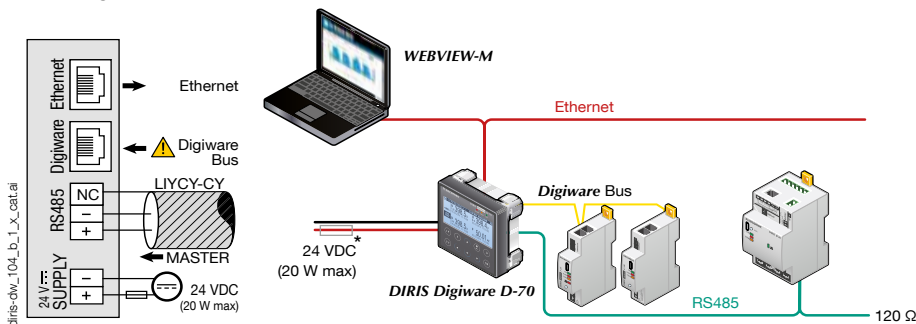 WEBVIEW-M
Ethernet
Ethernet
Ethernet
Digiware
Digiware
Bus
RS485
NC
–
+
LIYCY-CY
MASTER
24 V
SUPPLY
–
+
24 VDC
(20 W max)
diris-dw_104_b_1_x_cat.ai
24 VDC*
(20 W max)
DIRIS Digiware D-70
Digiware Bus
RS485
120 Ω